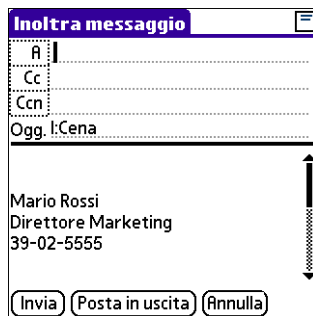 Inoltra messaggio
A
Cc
Ccn
Ogg. I:Cena
Mario Rossi
Direttore Marketing
39-02-5555
Invia Posta in uscita Annulla